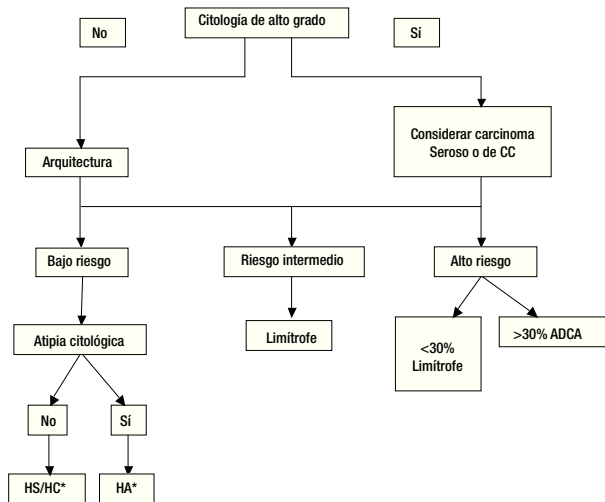 Citología de alto grado
No
Sí
Arquitectura
Considerar carcinoma
Seroso o de CC
Bajo riesgo
Riesgo intermedio
Alto riesgo
Atipia citológica
Limítrofe
<30%
Limítrofe
>30% ADCA
No
Sí
HS/HC*
HA*